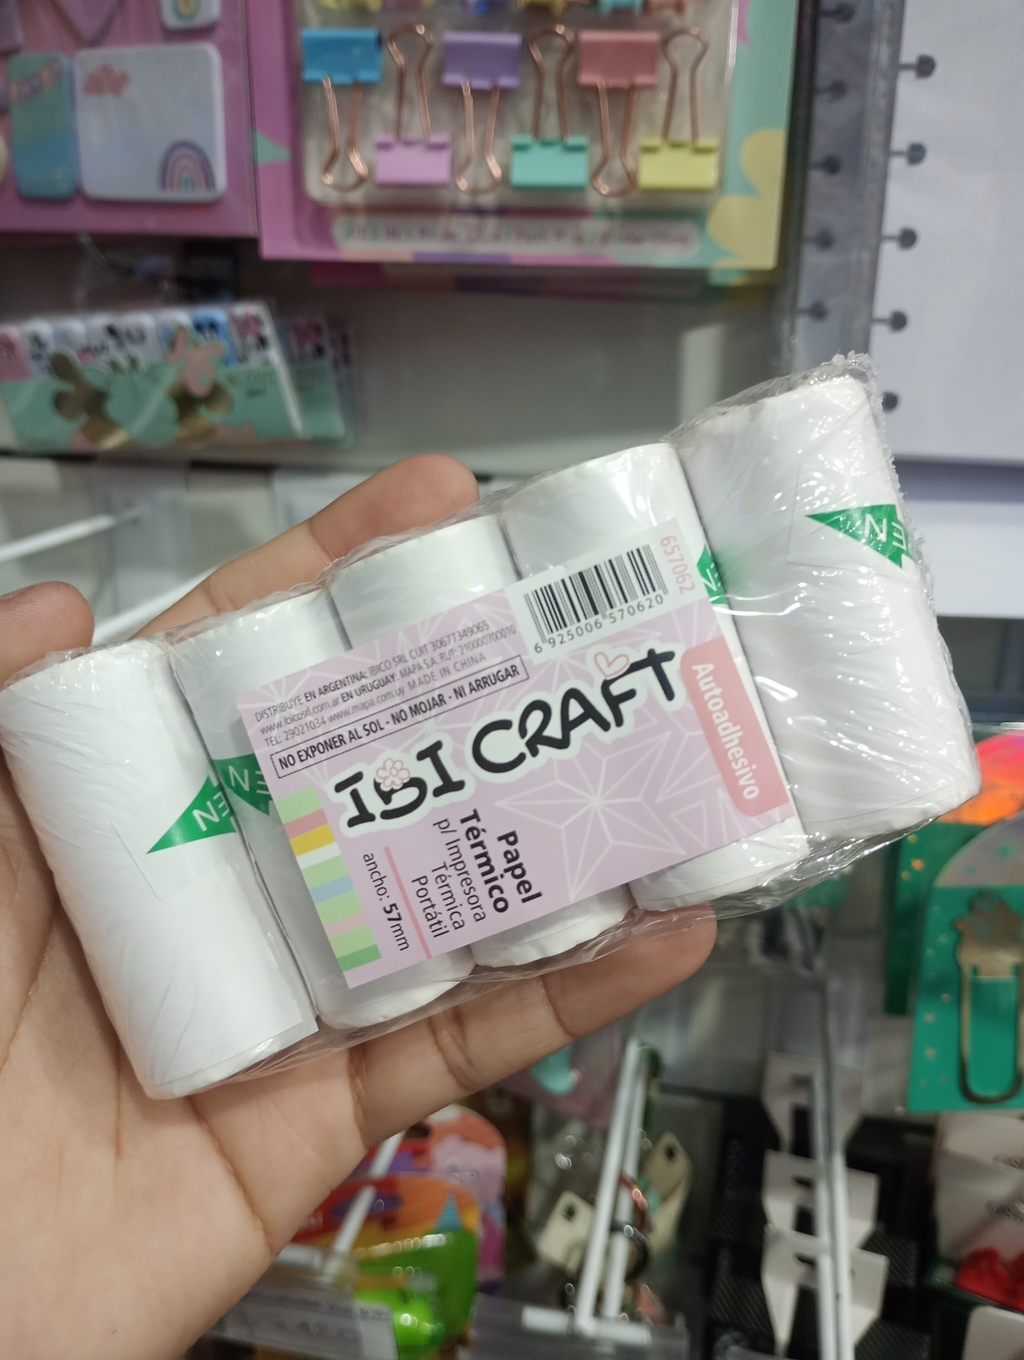 657062
6 925006 570620
DISTRIBUYE EN ARGENTINA: IBICO SRL CUIT 30677349065
www.ibicosrl.com.ar EN URUGUAY: MAPA S.A. RUT: 210000700010
TEL: 29021034 www.mapa.com.uy MADE IN CHINA
NO EXPONER AL SOL - NO MOJAR - NI ARRUGAR
IBI CRAFT
Autoadhesivo
Papel
Térmico
p/ Impresora
Térmica
Portátil
ancho: 57mm